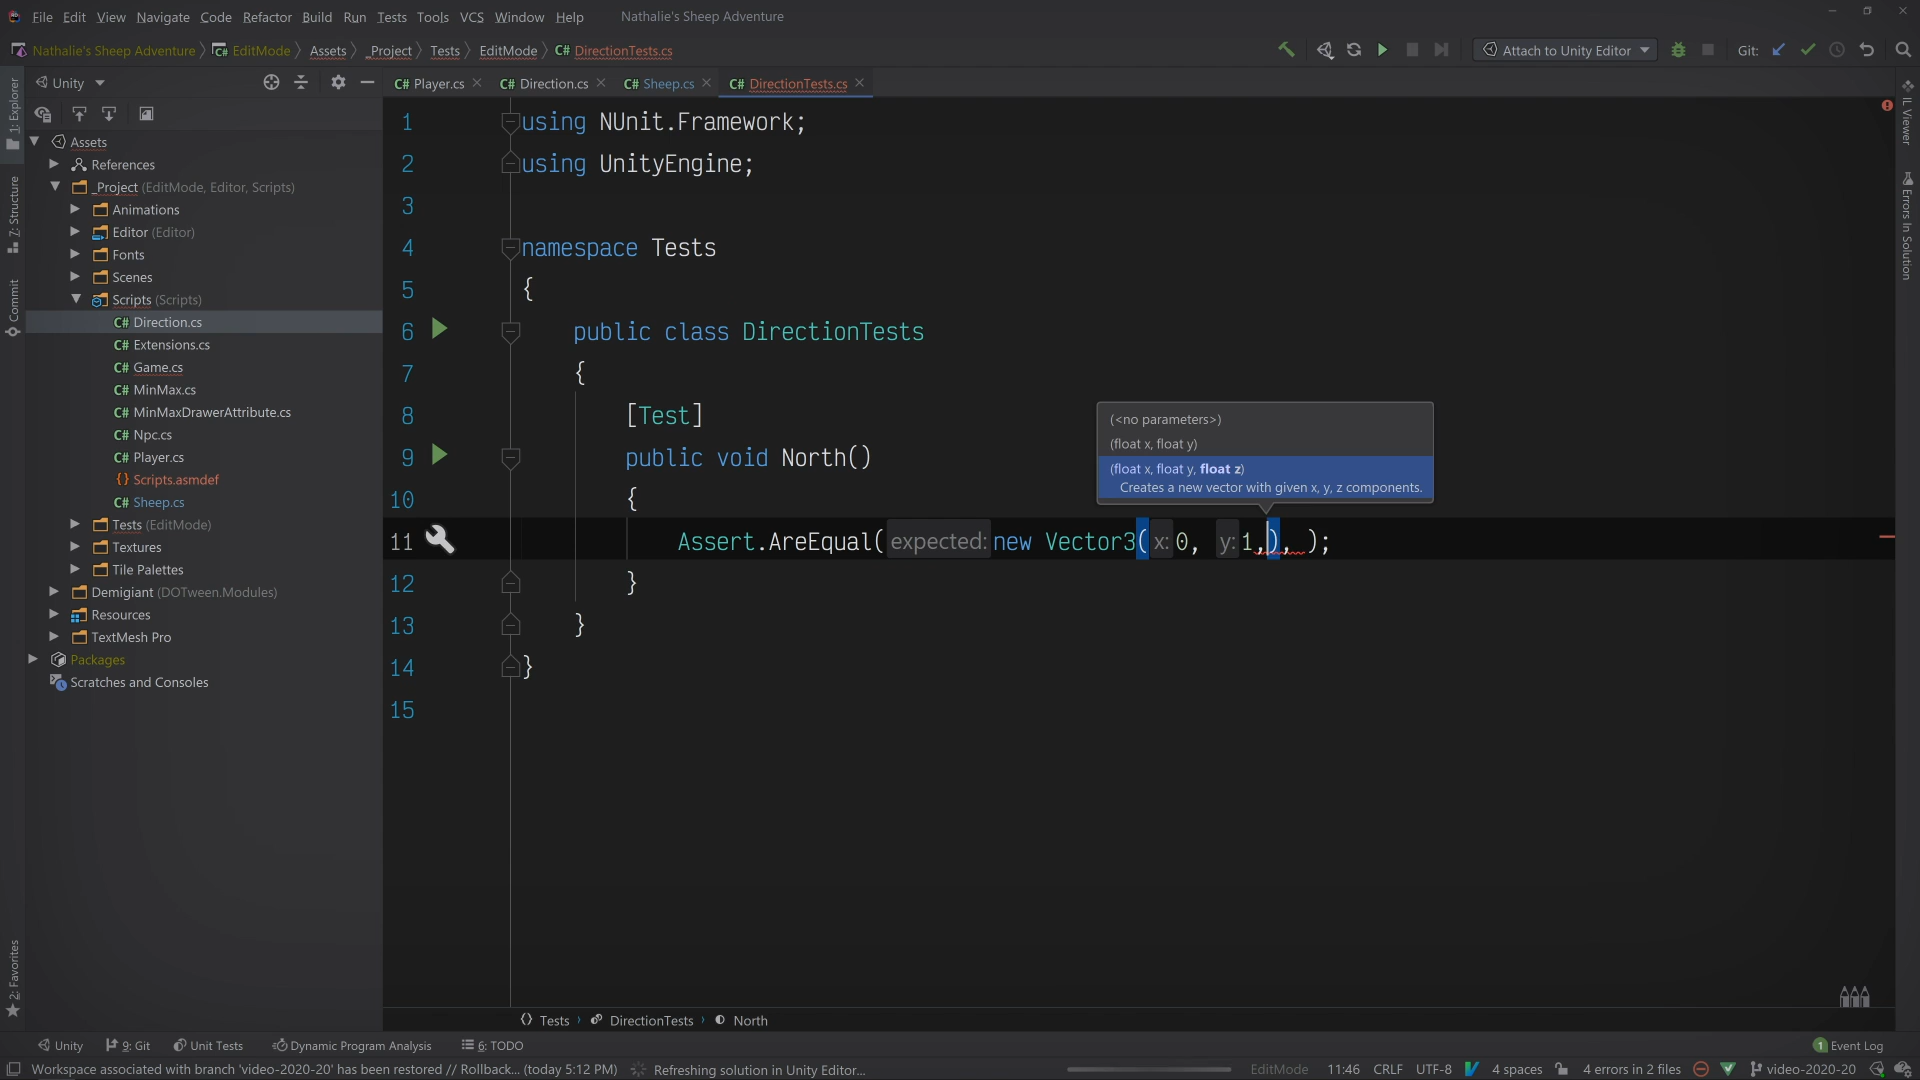 File Edit View Navigate Code Refactor Build Run Tests Tools VCS Window Help Nathalie's Sheep Adventure
Nathalie's Sheep Adventure C# EditMode Assets _Project Tests EditMode C# DirectionTests.cs Attach to Unity Editor Git:
Unity
C# Player.cs C# Direction.cs C# Sheep.cs C# DirectionTests.cs
1: Explorer
7: Structure
Commit
2: Favorites
Assets
References
_Project (EditMode, Editor, Scripts)
Animations
Editor (Editor)
Fonts
Scenes
Scripts (Scripts)
C# Direction.cs
C# Extensions.cs
C# Game.cs
C# MinMax.cs
C# MinMaxDrawerAttribute.cs
C# Npc.cs
C# Player.cs
{} Scripts.asmdef
C# Sheep.cs
Tests (EditMode)
Textures
Tile Palettes
Demigiant (DOTween.Modules)
Resources
TextMesh Pro
Packages
Scratches and Consoles
1 using NUnit.Framework;
2 using UnityEngine;
3
4 namespace Tests
5 {
6 public class DirectionTests
7 {
8 [Test]
9 public void North()
10 {
11 Assert.AreEqual( expected: new Vector3( x: 0, y: 1,), );
12 }
13 }
14 }
15
(<no parameters>)
(float x, float y)
(float x, float y, float z)
Creates a new vector with given x, y, z components.
IL Viewer
Errors In Solution
Tests DirectionTests North
Unity 9: Git Unit Tests Dynamic Program Analysis 6: TODO 1 Event Log
Workspace associated with branch 'video-2020-20' has been restored // Rollback... (today 5:12 PM) Refreshing solution in Unity Editor... EditMode 11:46 CRLF UTF-8 4 spaces 4 errors in 2 files video-2020-20